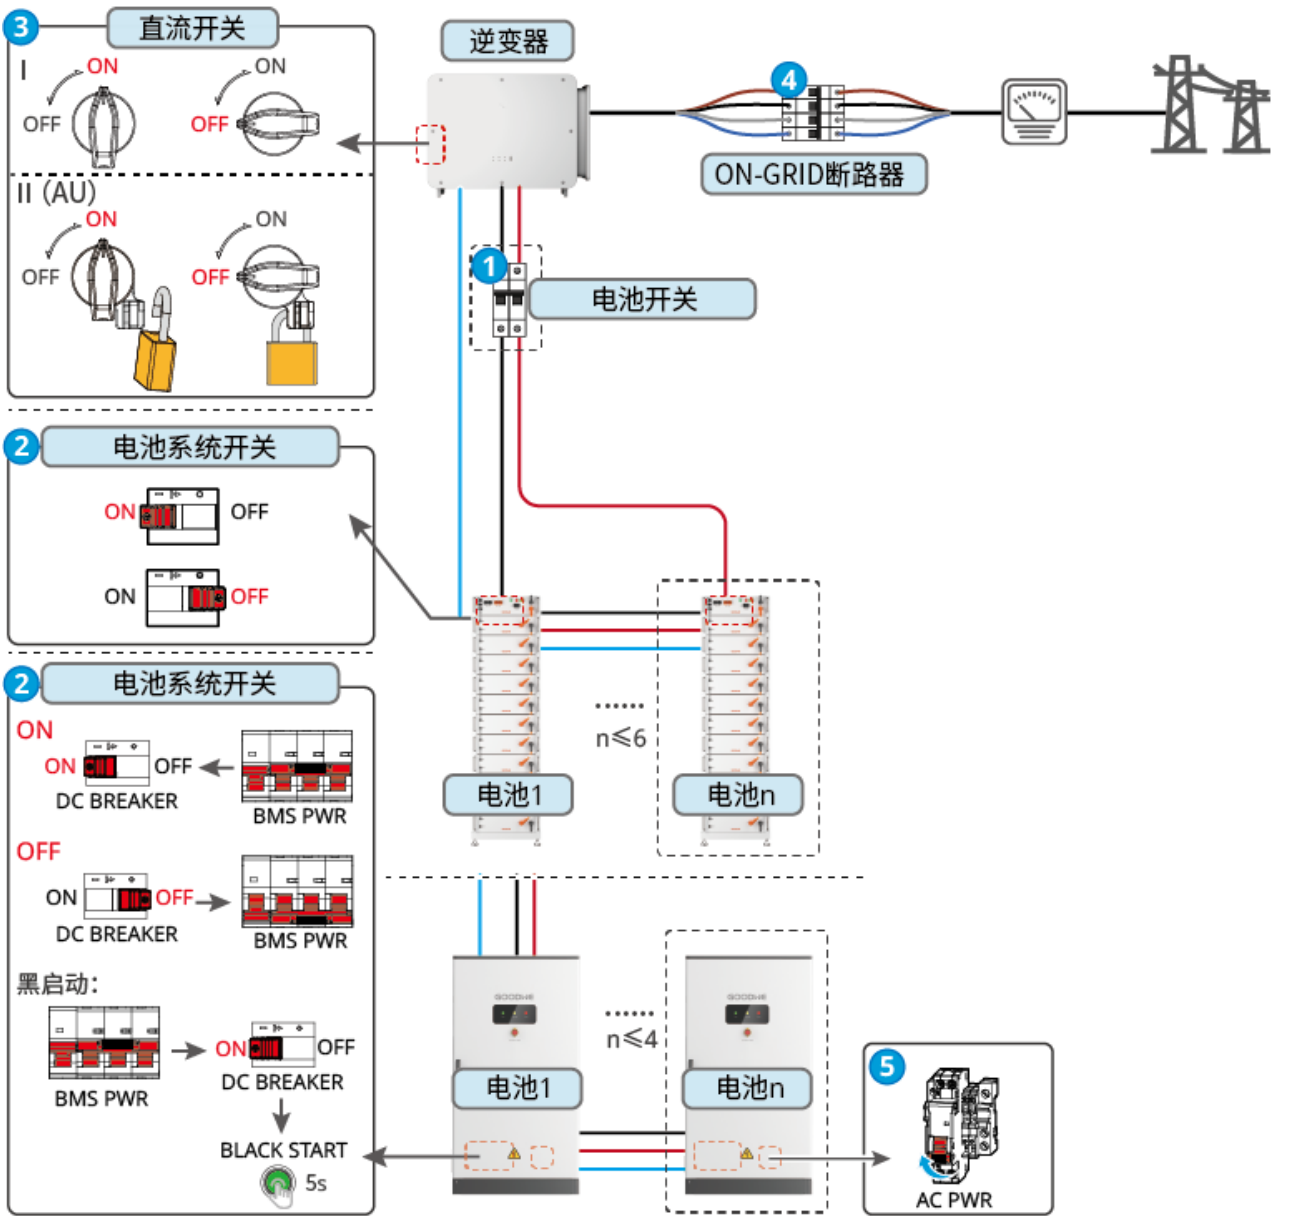 3
直流开关
I
ON
OFF
ON
OFF
II (AU)
ON
OFF
ON
OFF
逆变器
4
ON-GRID断路器
1
电池开关
2
电池系统开关
ON
OFF
ON
OFF
n≤6
电池1
电池n
2
电池系统开关
ON
ON
OFF
DC BREAKER
BMS PWR
OFF
ON
OFF
DC BREAKER
BMS PWR
黑启动：
BMS PWR
ON
OFF
DC BREAKER
BLACK START
5s
GOODWE
GOODWE
n≤4
电池1
电池n
5
AC PWR